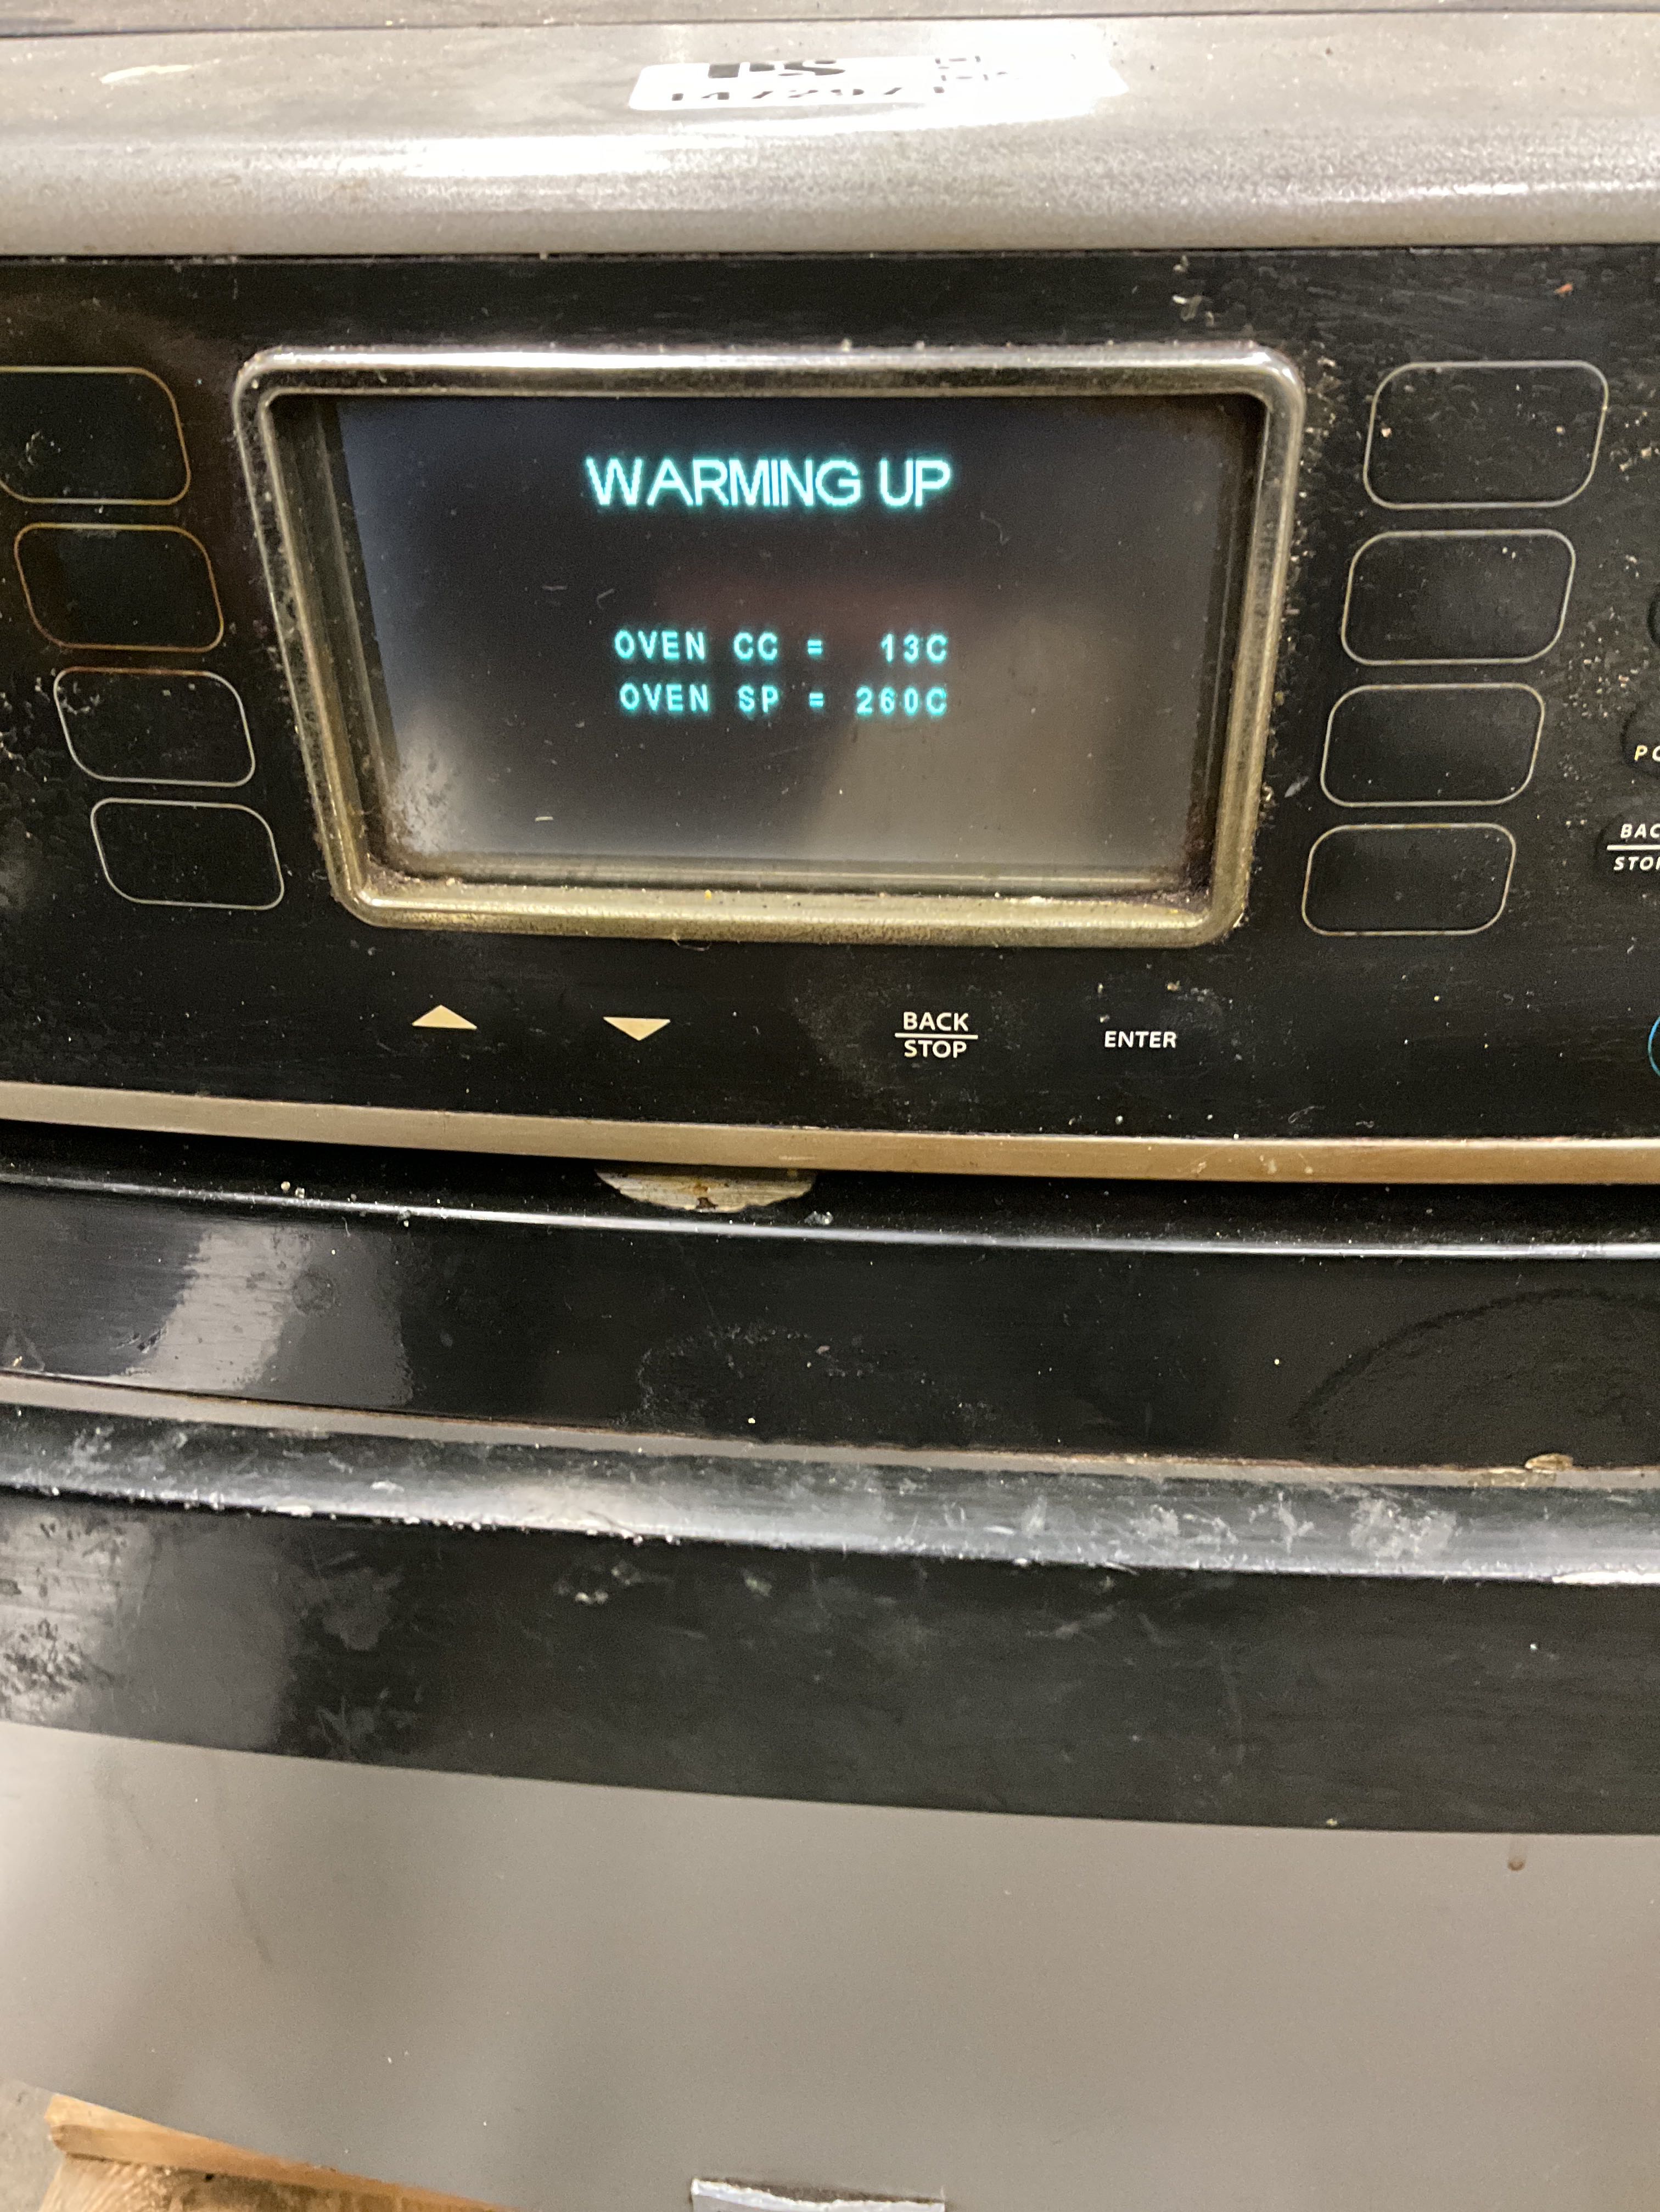 WARMING UP
OVEN CC = 13C
OVEN SP = 260C
BACK
STOP
ENTER